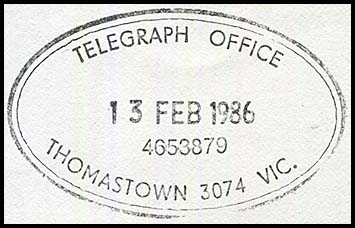 TELEGRAPH OFFICE
13 FEB 1986
4653879
THOMASTOWN 3074 VIC.